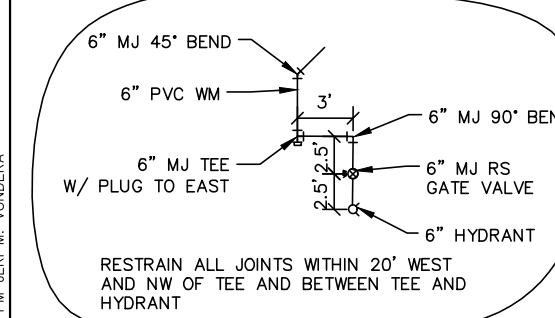 6" MJ 45° BEND
6" PVC WM
3'
6" MJ 90° BEN
6" MJ TEE
W/ PLUG TO EAST
2.5'
2.5'
6" MJ RS
GATE VALVE
6" HYDRANT
RESTRAIN ALL JOINTS WITHIN 20' WEST
AND NW OF TEE AND BETWEEN TEE AND
HYDRANT